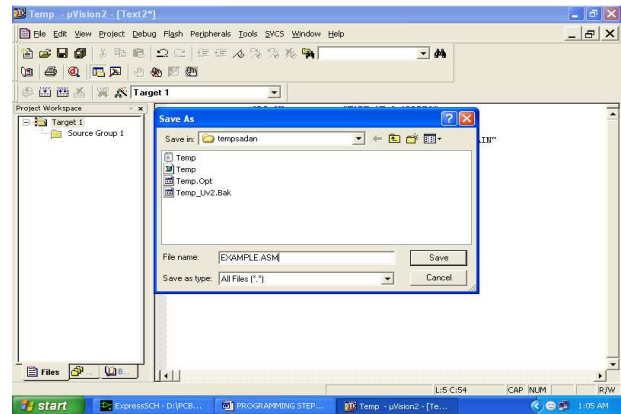 Temp - µVision2 - [Text2*]
File Edit View Project Debug Flash Peripherals Tools SVCS Window Help
Target 1
Project Workspace
Target 1
Source Group 1
Save As
Save in: tempsadan
Temp
Temp
Temp.Opt
Temp_Uv2.Bak
File name: EXAMPLE.ASM Save
Save as type: All Files (*.*) Cancel
Files
L:5 C:54 CAP NUM R/W
start ExpressSCH - D:\PCB... PROGRAMMING STEP... Temp - µVision2 - [Te... 1:05 AM